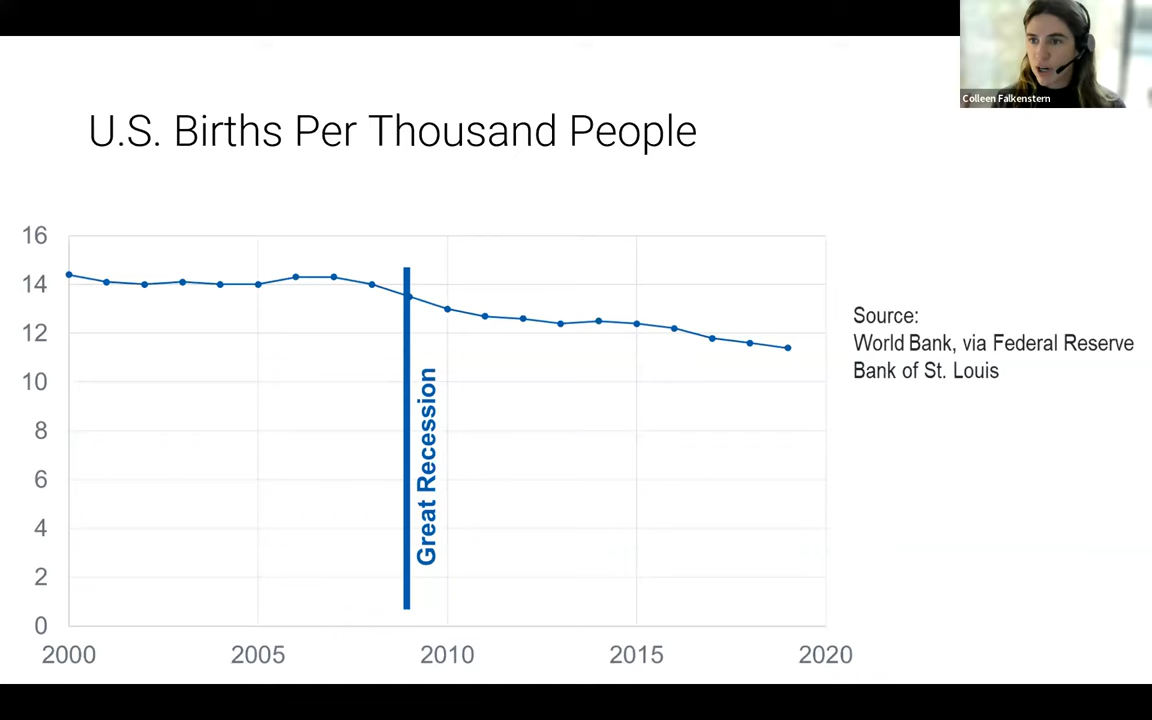 Colleen Falkenstern
U.S. Births Per Thousand People
16
14
12
10
8
6
4
2
0
Great Recession
2000
2005
2010
2015
2020
Source:
World Bank, via Federal Reserve
Bank of St. Louis